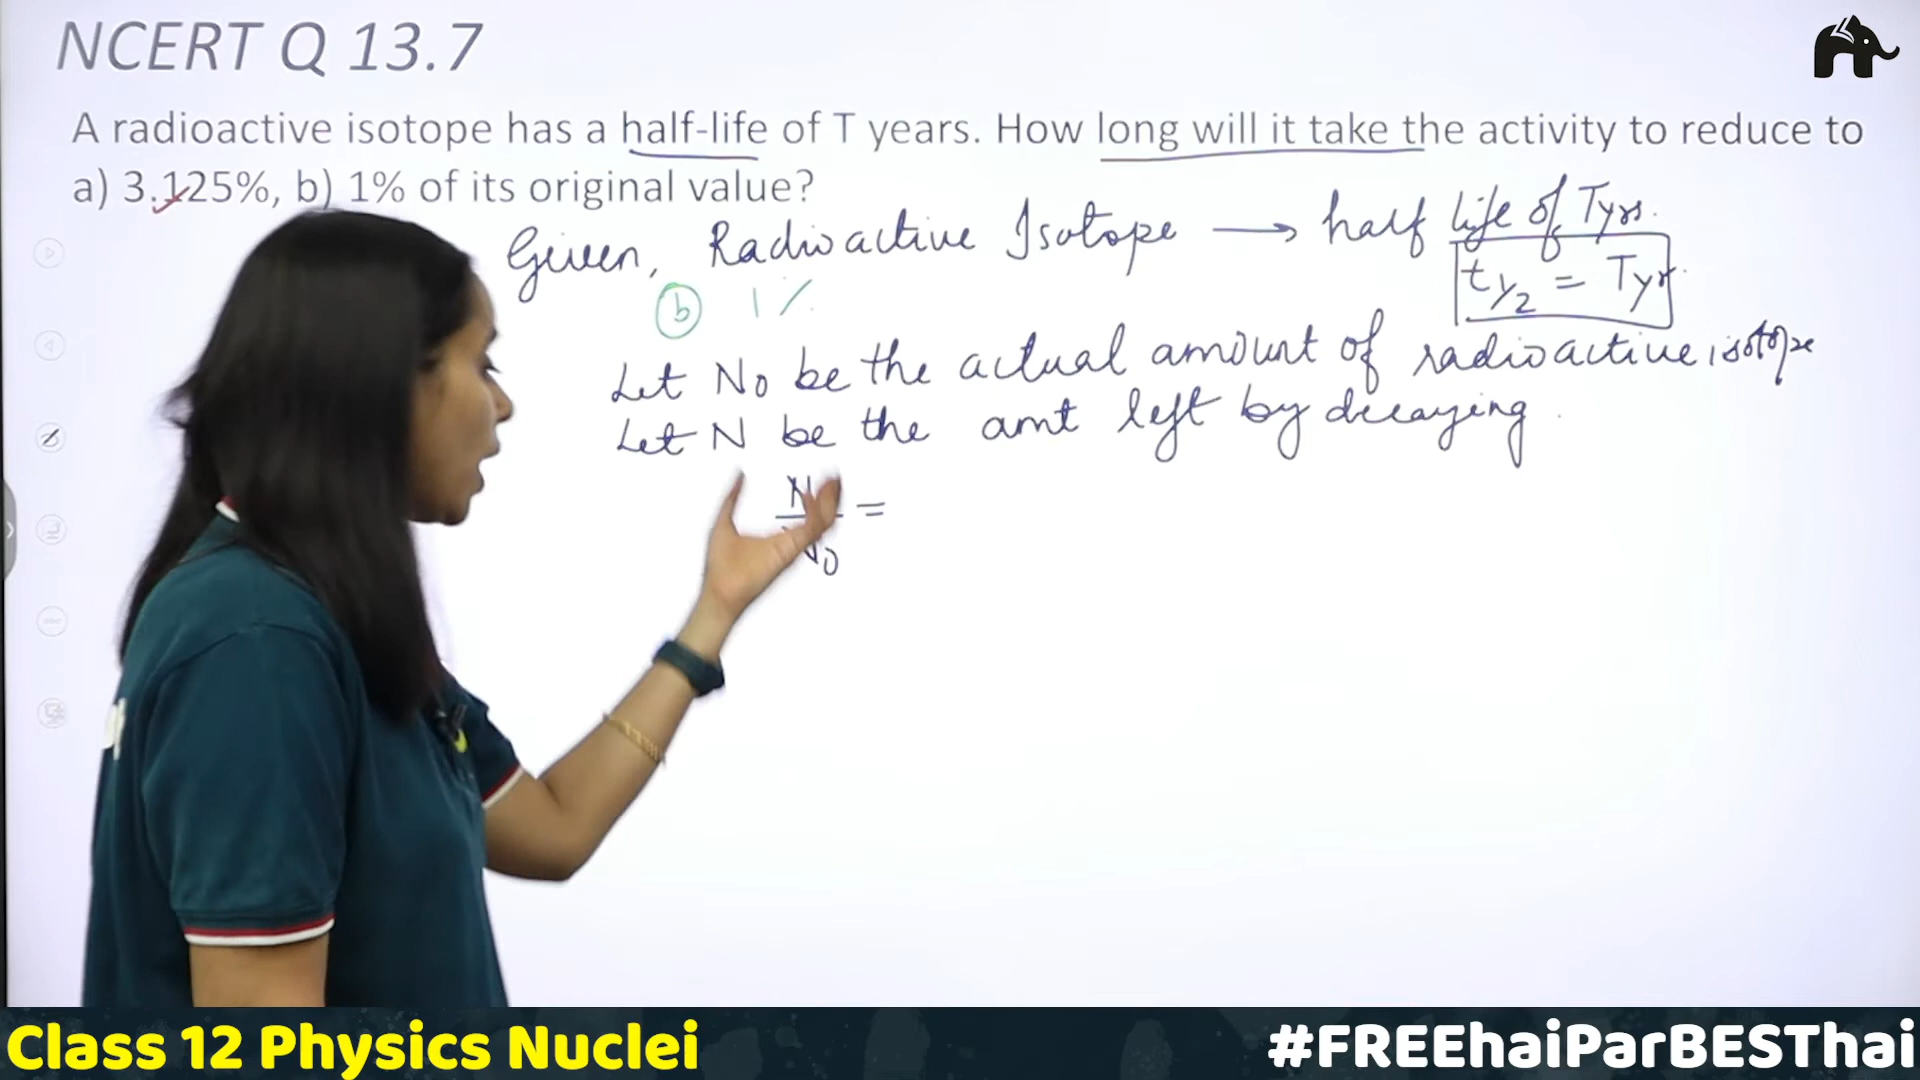 NCERT Q 13.7
A radioactive isotope has a half-life of T years. How long will it take the activity to reduce to
a) 3.125%, b) 1% of its original value?
Given, Radioactive Isotope → half life of Tyrs.
t1/2 = Tyr.
b 1%
Let No be the actual amount of radioactive isotope
Let N be the amt left by decaying.
N
N0 =
Class 12 Physics Nuclei
#FREEhaiParBESThai